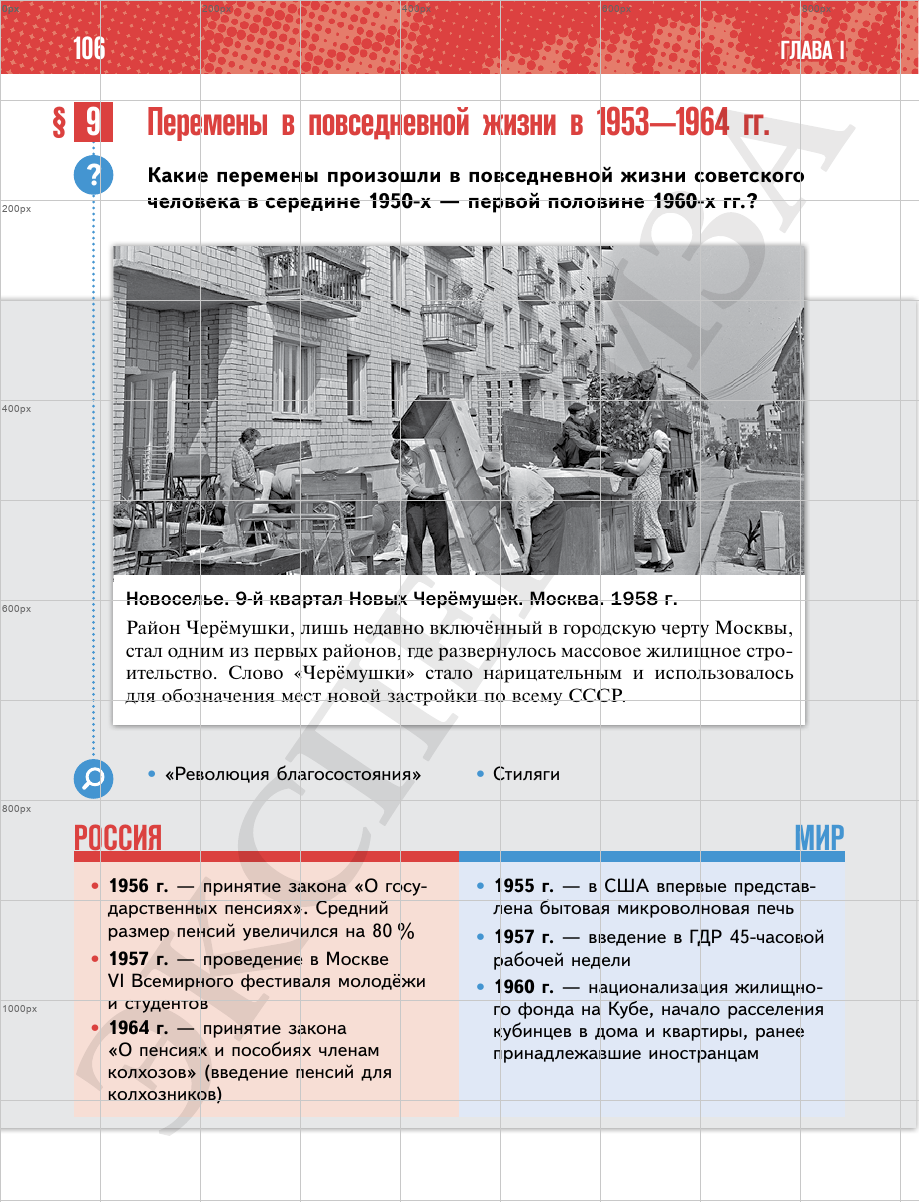 106
ГЛАВА I
§ 9 Перемены в повседневной жизни в 1953—1964 гг.
?
Какие перемены произошли в повседневной жизни советского
человека в середине 1950-х — первой половине 1960-х гг.?
Новоселье. 9-й квартал Новых Черёмушек. Москва. 1958 г.
Район Черёмушки, лишь недавно включённый в городскую черту Москвы,
стал одним из первых районов, где развернулось массовое жилищное стро-
ительство. Слово «Черёмушки» стало нарицательным и использовалось
для обозначения мест новой застройки по всему СССР.
• «Революция благосостояния»
• Стиляги
РОССИЯ
• 1956 г. — принятие закона «О госу-
дарственных пенсиях». Средний
размер пенсий увеличился на 80 %
• 1957 г. — проведение в Москве
VI Всемирного фестиваля молодёжи
и студентов
• 1964 г. — принятие закона
«О пенсиях и пособиях членам
колхозов» (введение пенсий для
колхозников)
МИР
• 1955 г. — в США впервые представ-
лена бытовая микроволновая печь
• 1957 г. — введение в ГДР 45-часовой
рабочей недели
• 1960 г. — национализация жилищно-
го фонда на Кубе, начало расселения
кубинцев в дома и квартиры, ранее
принадлежавшие иностранцам
ЭКСПЕРТИЗА
200px
400px
600px
800px
1000px